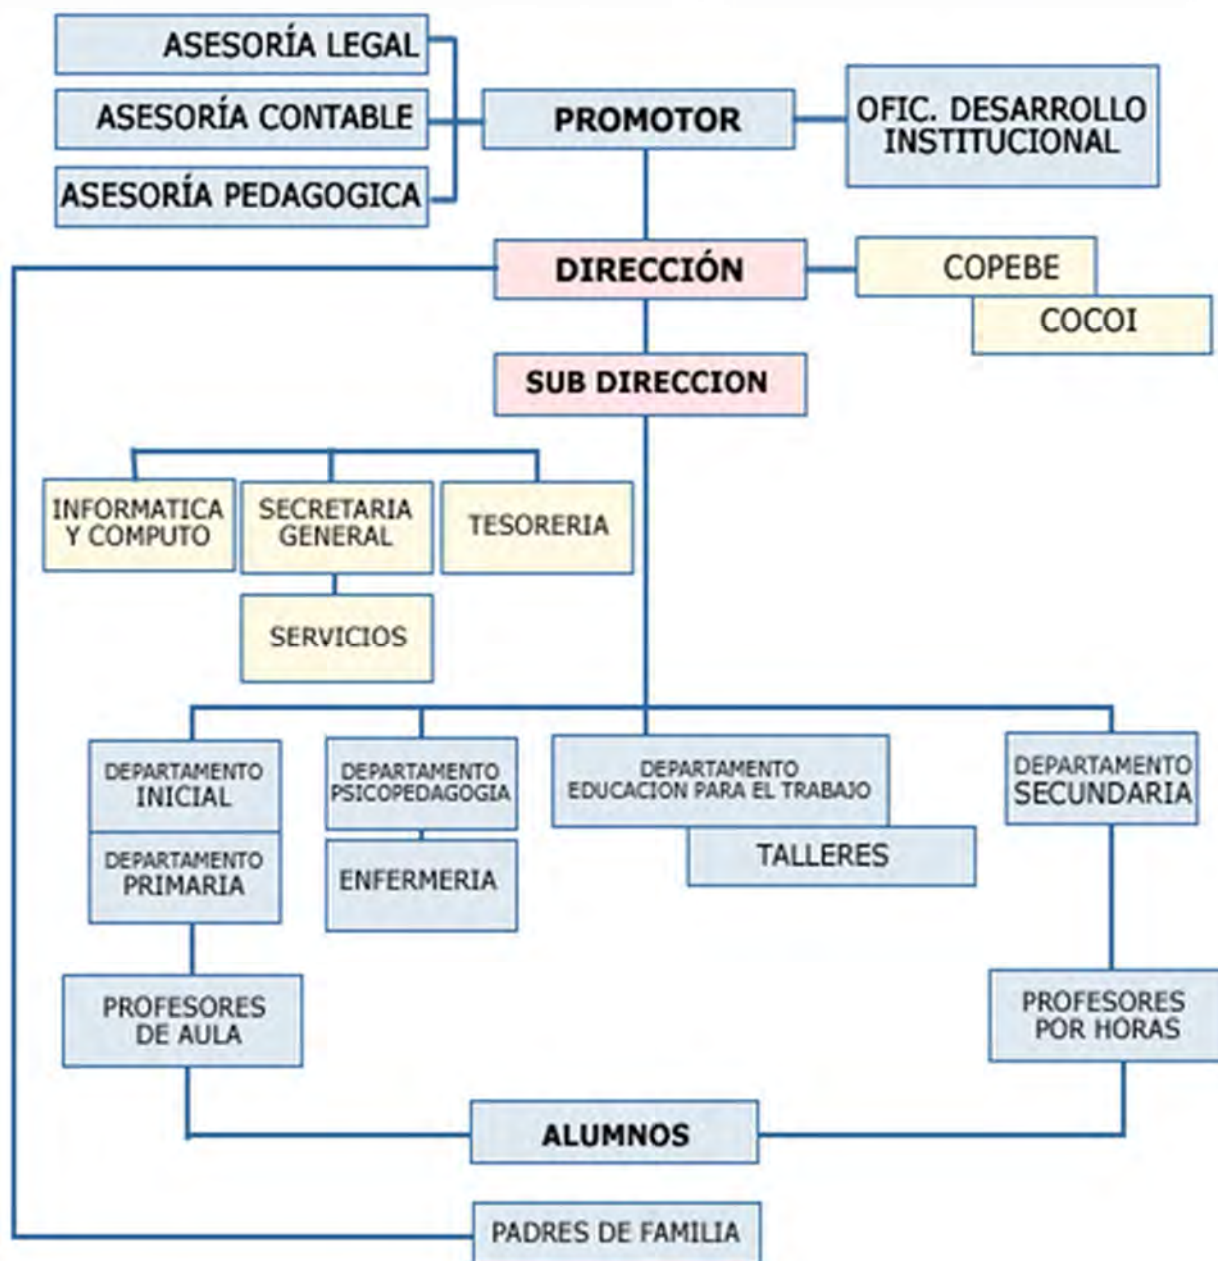 ASESORÍA LEGAL
ASESORÍA CONTABLE
ASESORÍA PEDAGOGICA
PROMOTOR
OFIC. DESARROLLO
INSTITUCIONAL
DIRECCIÓN
COPEBE
COCOI
SUB DIRECCION
INFORMATICA
Y COMPUTO
SECRETARIA
GENERAL
TESORERIA
SERVICIOS
DEPARTAMENTO
INICIAL
DEPARTAMENTO
PRIMARIA
DEPARTAMENTO
PSICOPEDAGOGIA
ENFERMERIA
DEPARTAMENTO
EDUCACION PARA EL TRABAJO
TALLERES
DEPARTAMENTO
SECUNDARIA
PROFESORES
DE AULA
PROFESORES
POR HORAS
ALUMNOS
PADRES DE FAMILIA